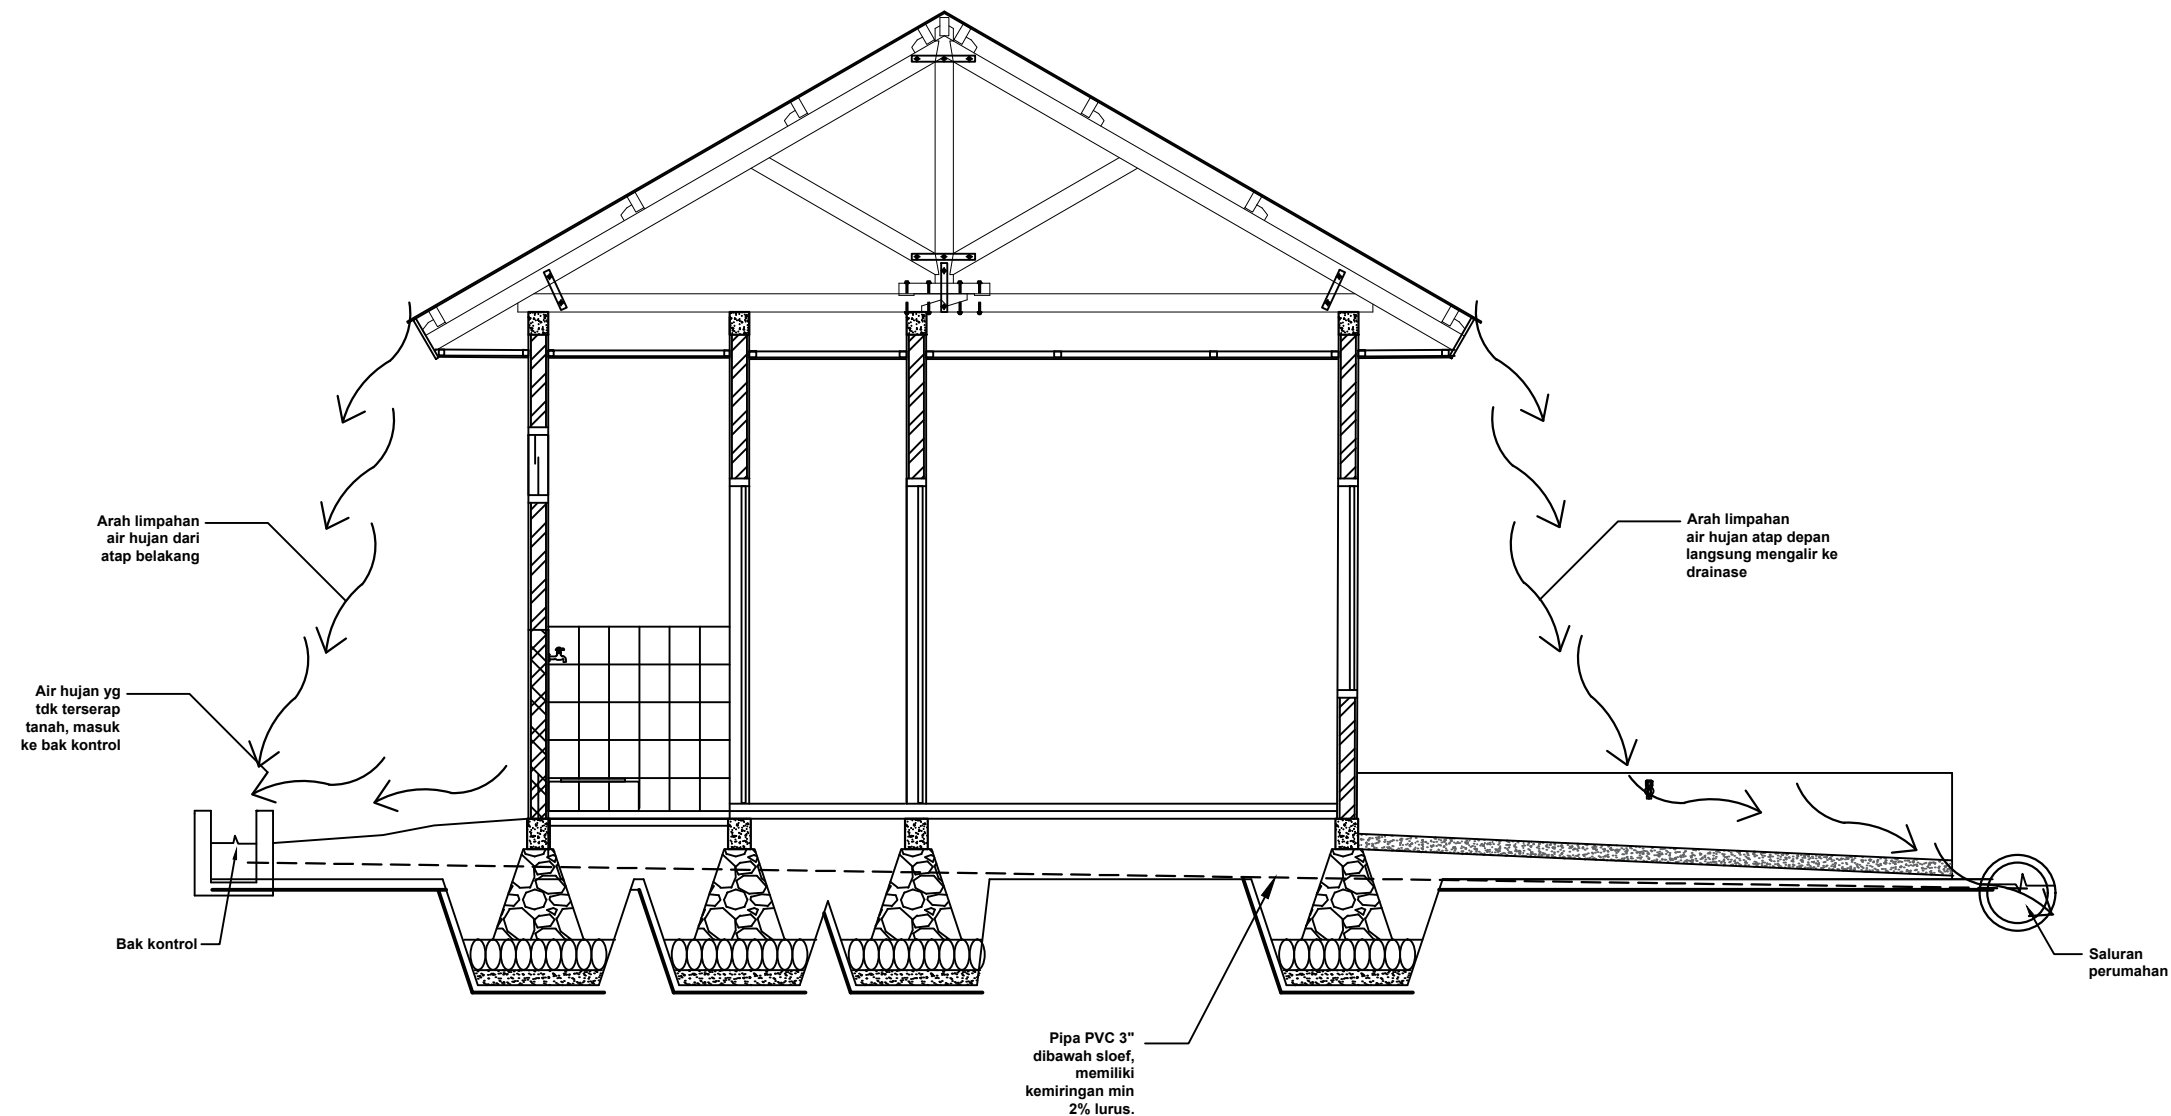 Arah limpahan
air hujan dari
atap belakang
Arah limpahan
air hujan atap depan
langsung mengalir ke
drainase
Air hujan yg
tdk terserap
tanah, masuk
ke bak kontrol
Bak kontrol
Saluran
perumahan
Pipa PVC 3"
dibawah sloef,
memiliki
kemiringan min
2% lurus.